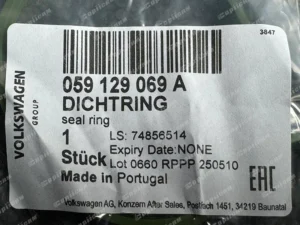 3847
VOLKSWAGEN
GROUP
059 129 069 A
DICHTRING
seal ring
1 LS: 74856514
Expiry Date:NONE
Stück Lot 0660 RPPP 250510
Made in Portugal
EAC
Volkswagen AG, Konzern After Sales, Postfach 1451, 34219 Baunatal